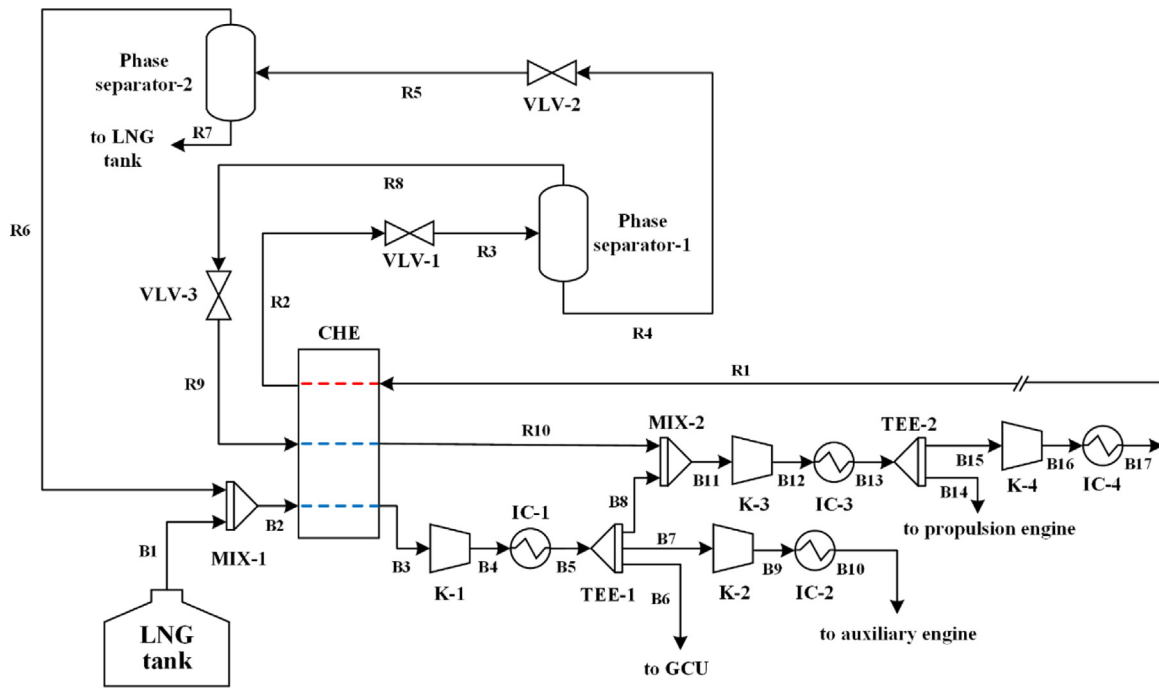 Phase
separator-2
R5
VLV-2
R7
to LNG
tank
R8
R6
Phase
separator-1
R3
VLV-1
VLV-3
R2
R4
CHE
R9
R1
MIX-2
TEE-2
R10
B15
K-4
B16
IC-4
B17
B11
K-3
B12
IC-3
B13
B14
to propulsion engine
B8
B2
MIX-1
B1
IC-1
B3
K-1
B4
B5
TEE-1
B7
B6
K-2
B9
IC-2
B10
to auxiliary engine
to GCU
LNG
tank